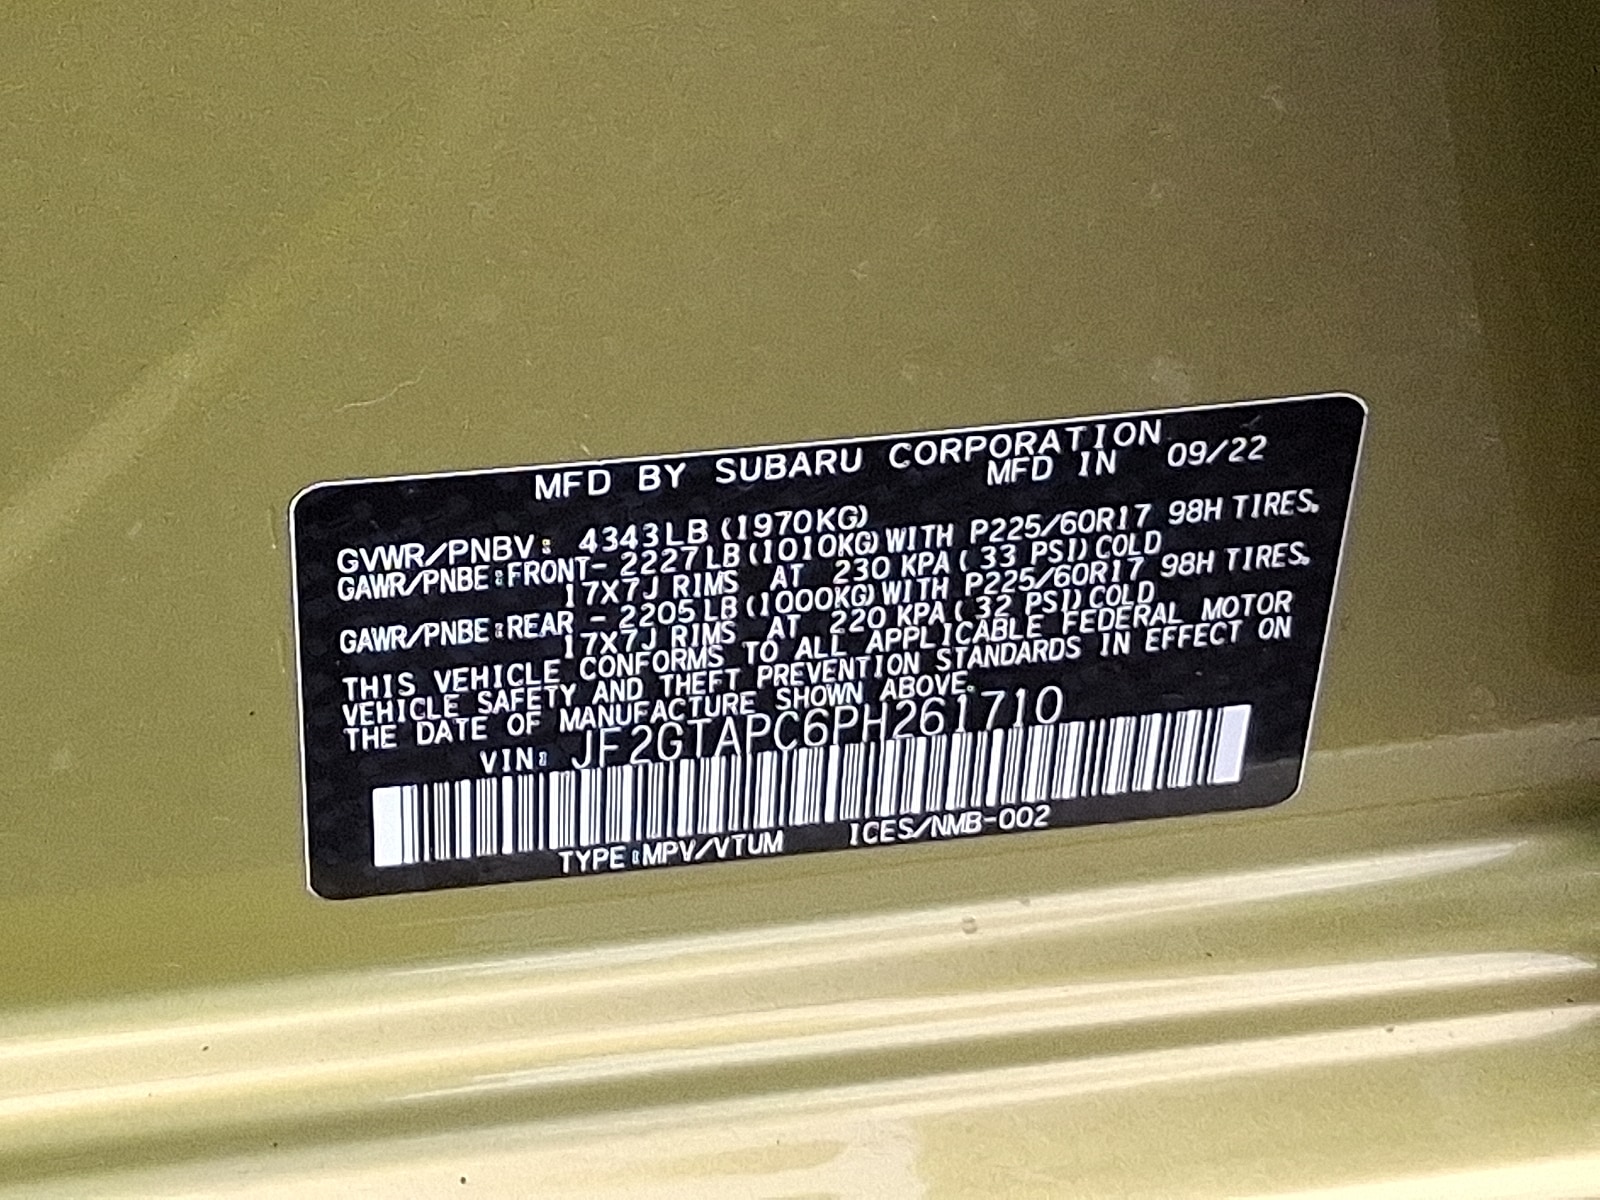 MFD BY SUBARU CORPORATION
MFD IN 09/22
GVWR/PNBV: 4343LB (1970KG)
GAWR/PNBE:FRONT- 2227LB (1010KG) WITH P225/60R17 98H TIRES.
17X7J RIMS AT 230 KPA ( 33 PSI) COLD
GAWR/PNBE:REAR - 2205LB (1000KG) WITH P225/60R17 98H TIRES.
17X7J RIMS AT 220 KPA ( 32 PSI) COLD
THIS VEHICLE CONFORMS TO ALL APPLICABLE FEDERAL MOTOR
VEHICLE SAFETY AND THEFT PREVENTION STANDARDS IN EFFECT ON
THE DATE OF MANUFACTURE SHOWN ABOVE.
VIN: JF2GTAPC6PH261710
TYPE:MPV/VTUM ICES/NMB-002